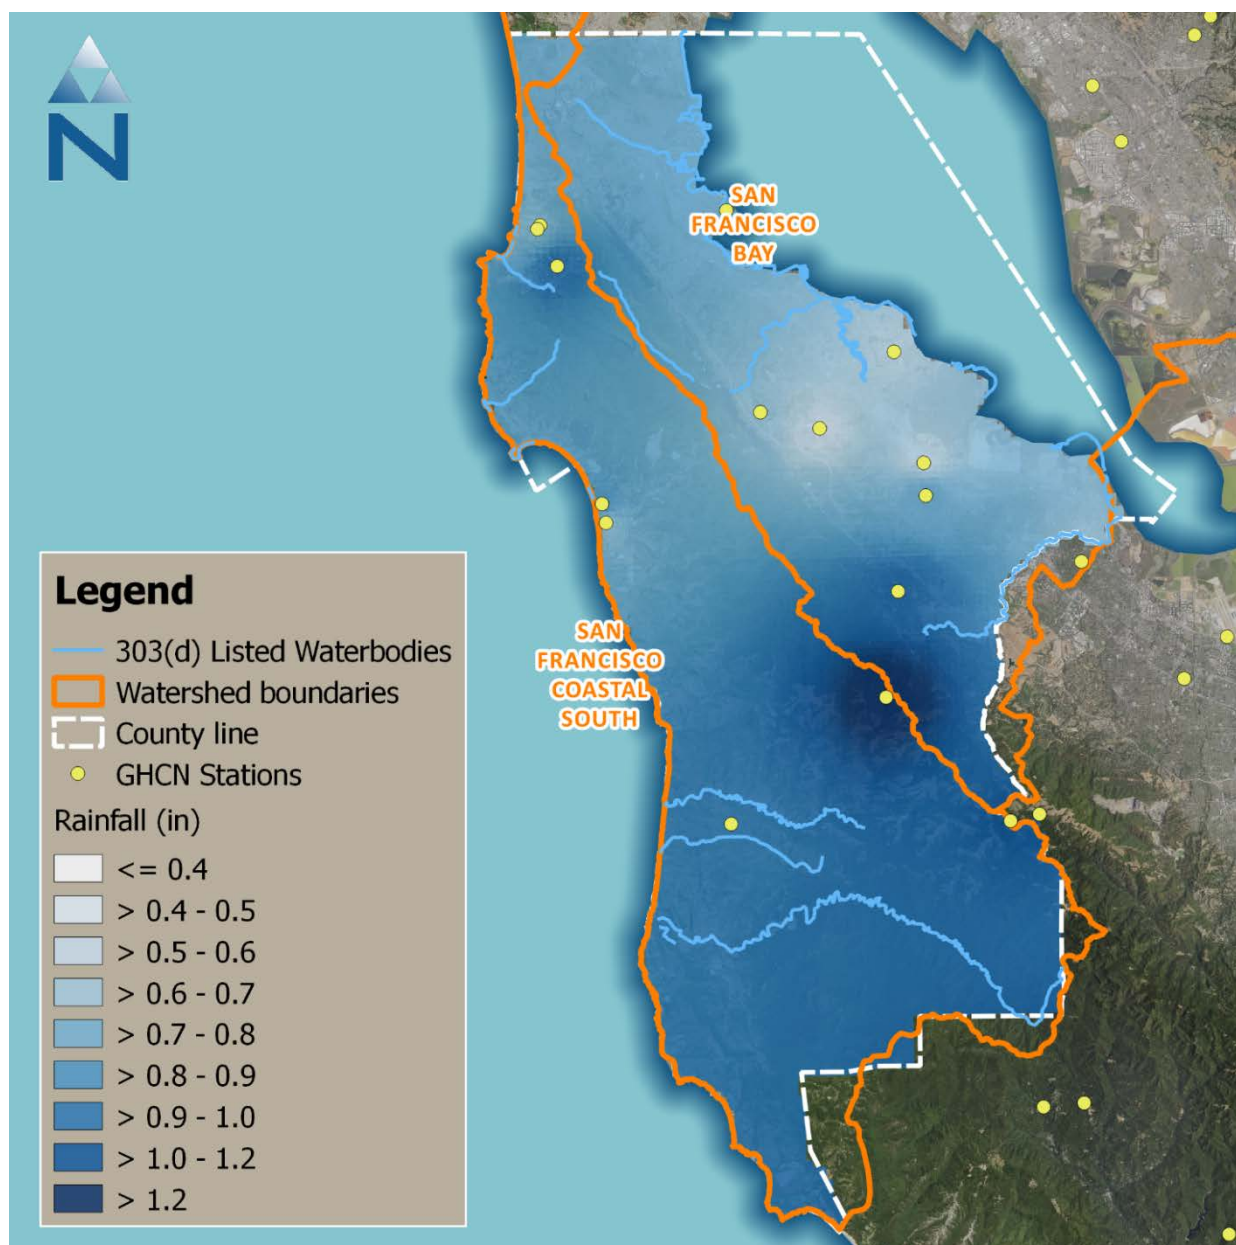 N
SAN
FRANCISCO
BAY
SAN
FRANCISCO
COASTAL
SOUTH
Legend
303(d) Listed Waterbodies
Watershed boundaries
County line
GHCN Stations
Rainfall (in)
<= 0.4
> 0.4 - 0.5
> 0.5 - 0.6
> 0.6 - 0.7
> 0.7 - 0.8
> 0.8 - 0.9
> 0.9 - 1.0
> 1.0 - 1.2
> 1.2